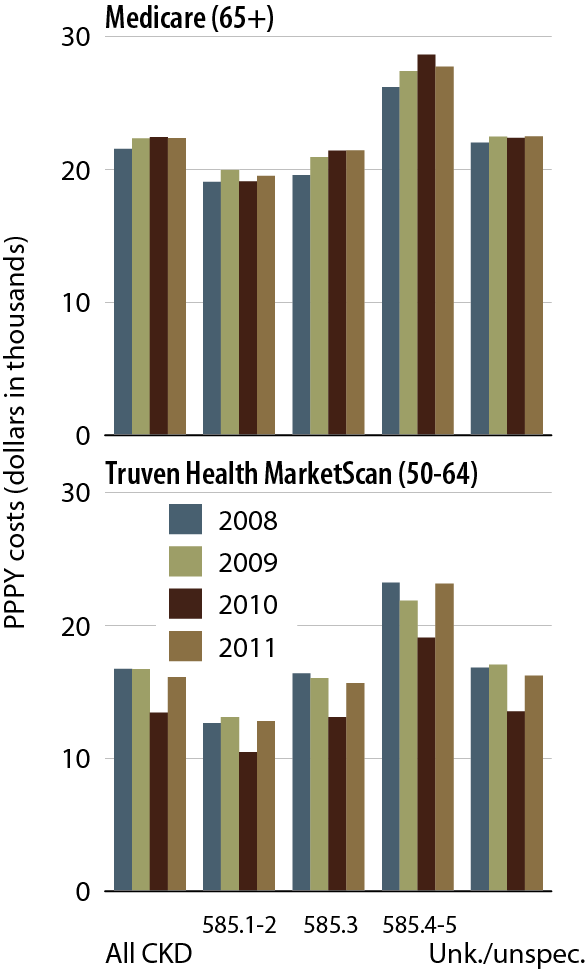 Medicare (65+)
30
20
10
0
PPPY costs (dollars in thousands)
Truven Health MarketScan (50-64)
30
20
10
0
2008
2009
2010
2011
585.1-2 585.3 585.4-5
All CKD Unk./unspec.